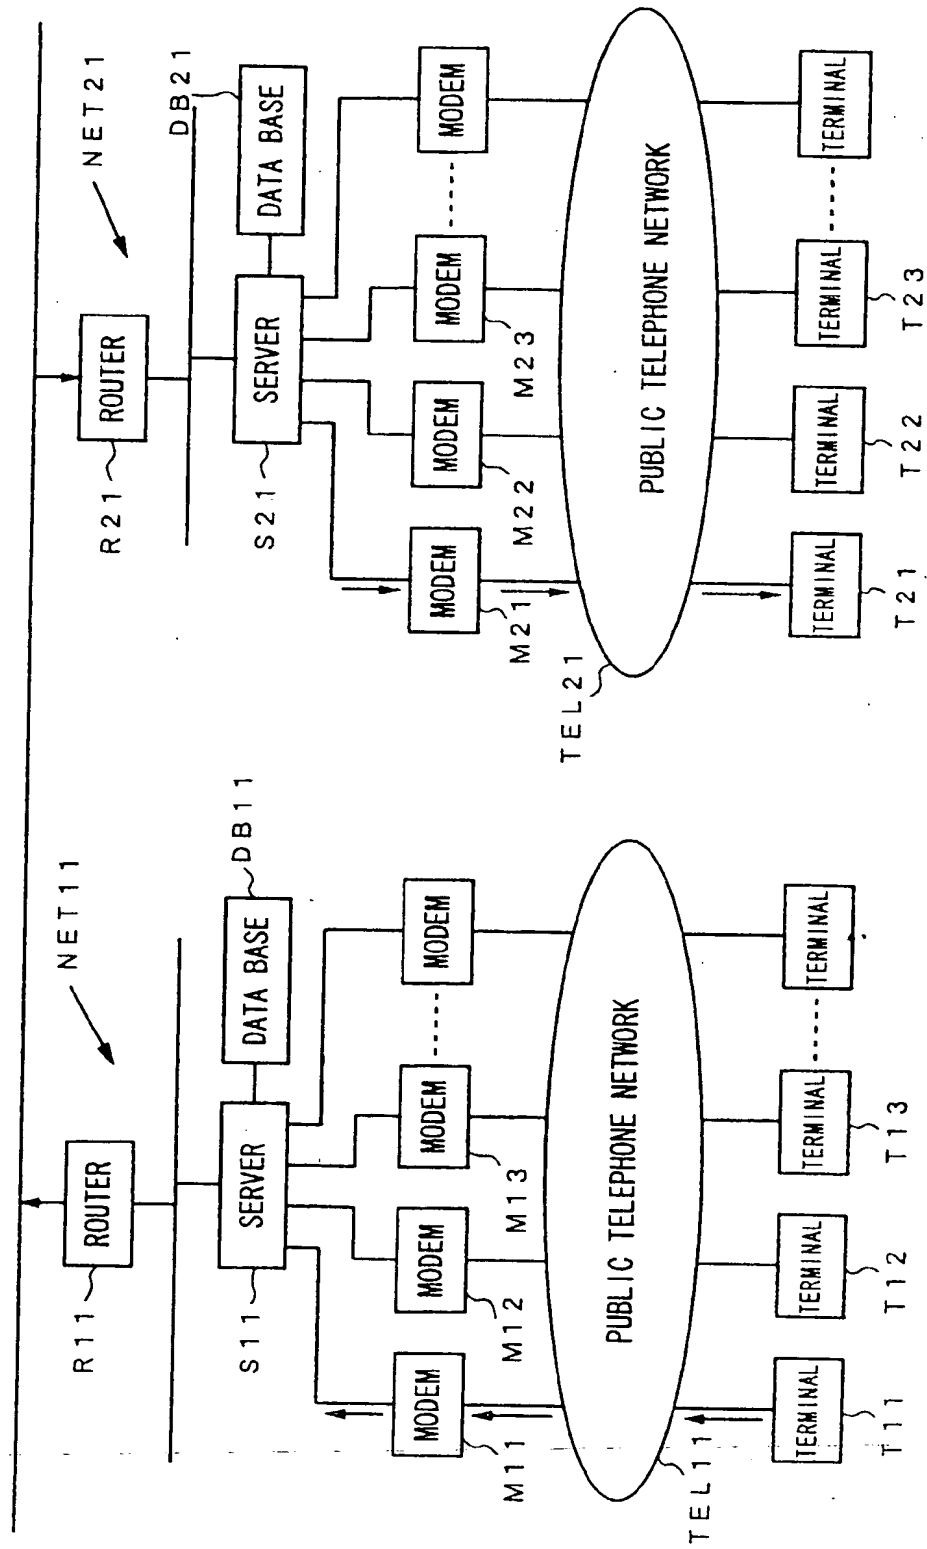 NET11
NET21
R11
ROUTER
R21
ROUTER
DB11
DB21
S11
SERVER
DATA BASE
S21
SERVER
DATA BASE
MODEM
MODEM
MODEM
MODEM
MODEM
MODEM
MODEM
MODEM
M11
M12
M13
M21
M22
M23
TEL21
PUBLIC TELEPHONE NETWORK
PUBLIC TELEPHONE NETWORK
TEL11
TERMINAL
TERMINAL
TERMINAL
TERMINAL
TERMINAL
TERMINAL
TERMINAL
TERMINAL
T11
T12
T13
T21
T22
T23